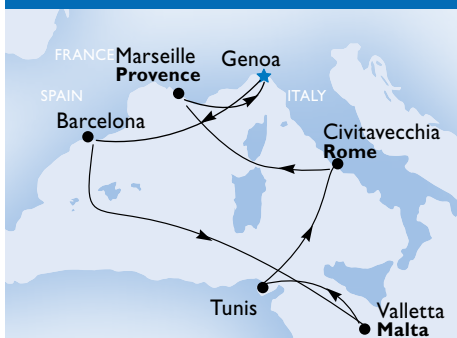 FRANCE
Marseille
Provence
Genoa
SPAIN
ITALY
Barcelona
Civitavecchia
Rome
Tunis
Valletta
Malta